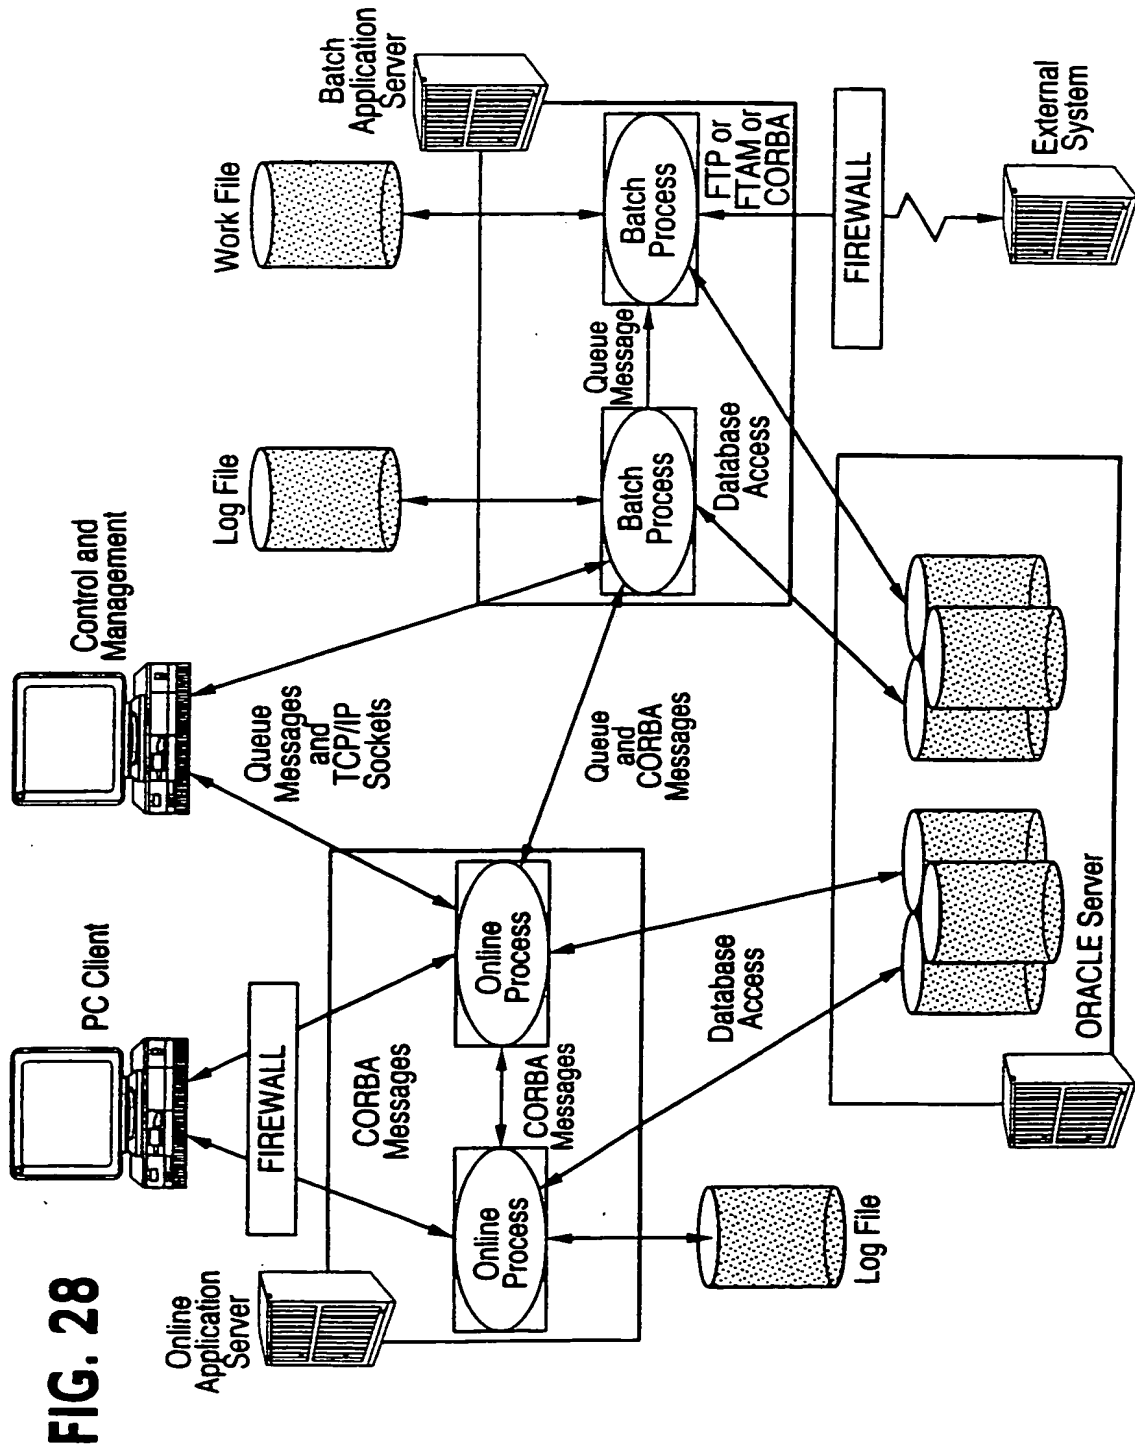 FIG. 28
PC Client
Control and
Management
Log File
Work File
Batch
Application
Server
Online
Application
Server
FIREWALL
Queue
Messages
and
TCP/IP
Sockets
CORBA
Messages
Online
Process
CORBA
Messages
Online
Process
Queue
and
CORBA
Messages
Batch
Process
Queue
Message
Batch
Process
FTP or
FTAM or
CORBA
Log File
Database
Access
Database
Access
FIREWALL
ORACLE Server
External
System